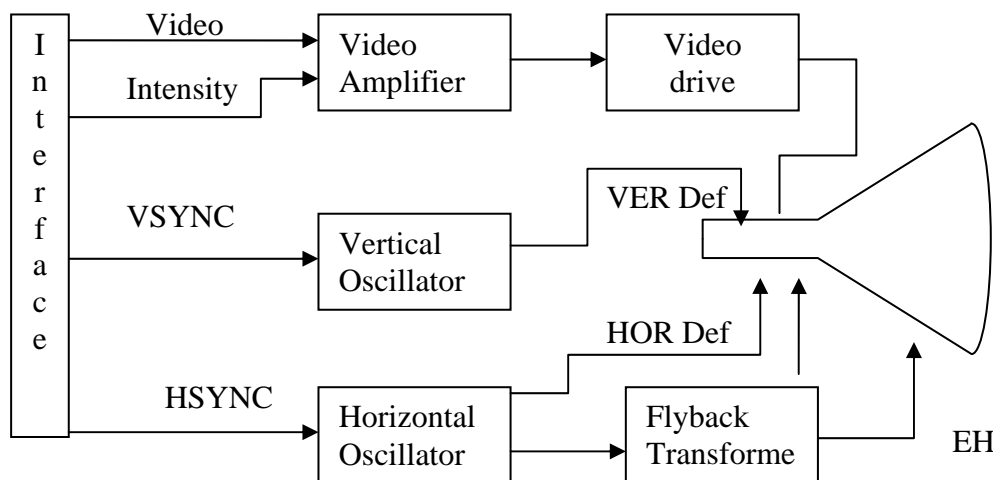 Interface
Video
Intensity
Video
Amplifier
Video
drive
VSYNC
Vertical
Oscillator
VER Def
HOR Def
HSYNC
Horizontal
Oscillator
Flyback
Transforme
EH